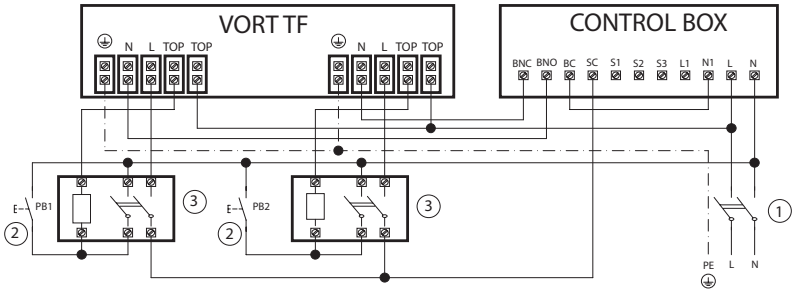 VORT TF
CONTROL BOX
N L TOP TOP
N L TOP TOP
BNC BNO BC SC S1 S2 S3 L1 N1 L N
E PB1
E PB2
3
3
1
2
2
PE L N